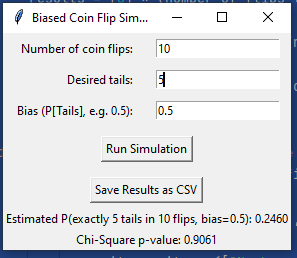 Biased Coin Flip Sim...
Number of coin flips: 10
Desired tails: 5
Bias (P[Tails], e.g. 0.5): 0.5
Run Simulation
Save Results as CSV
Estimated P(exactly 5 tails in 10 flips, bias=0.5): 0.2460
Chi-Square p-value: 0.9061